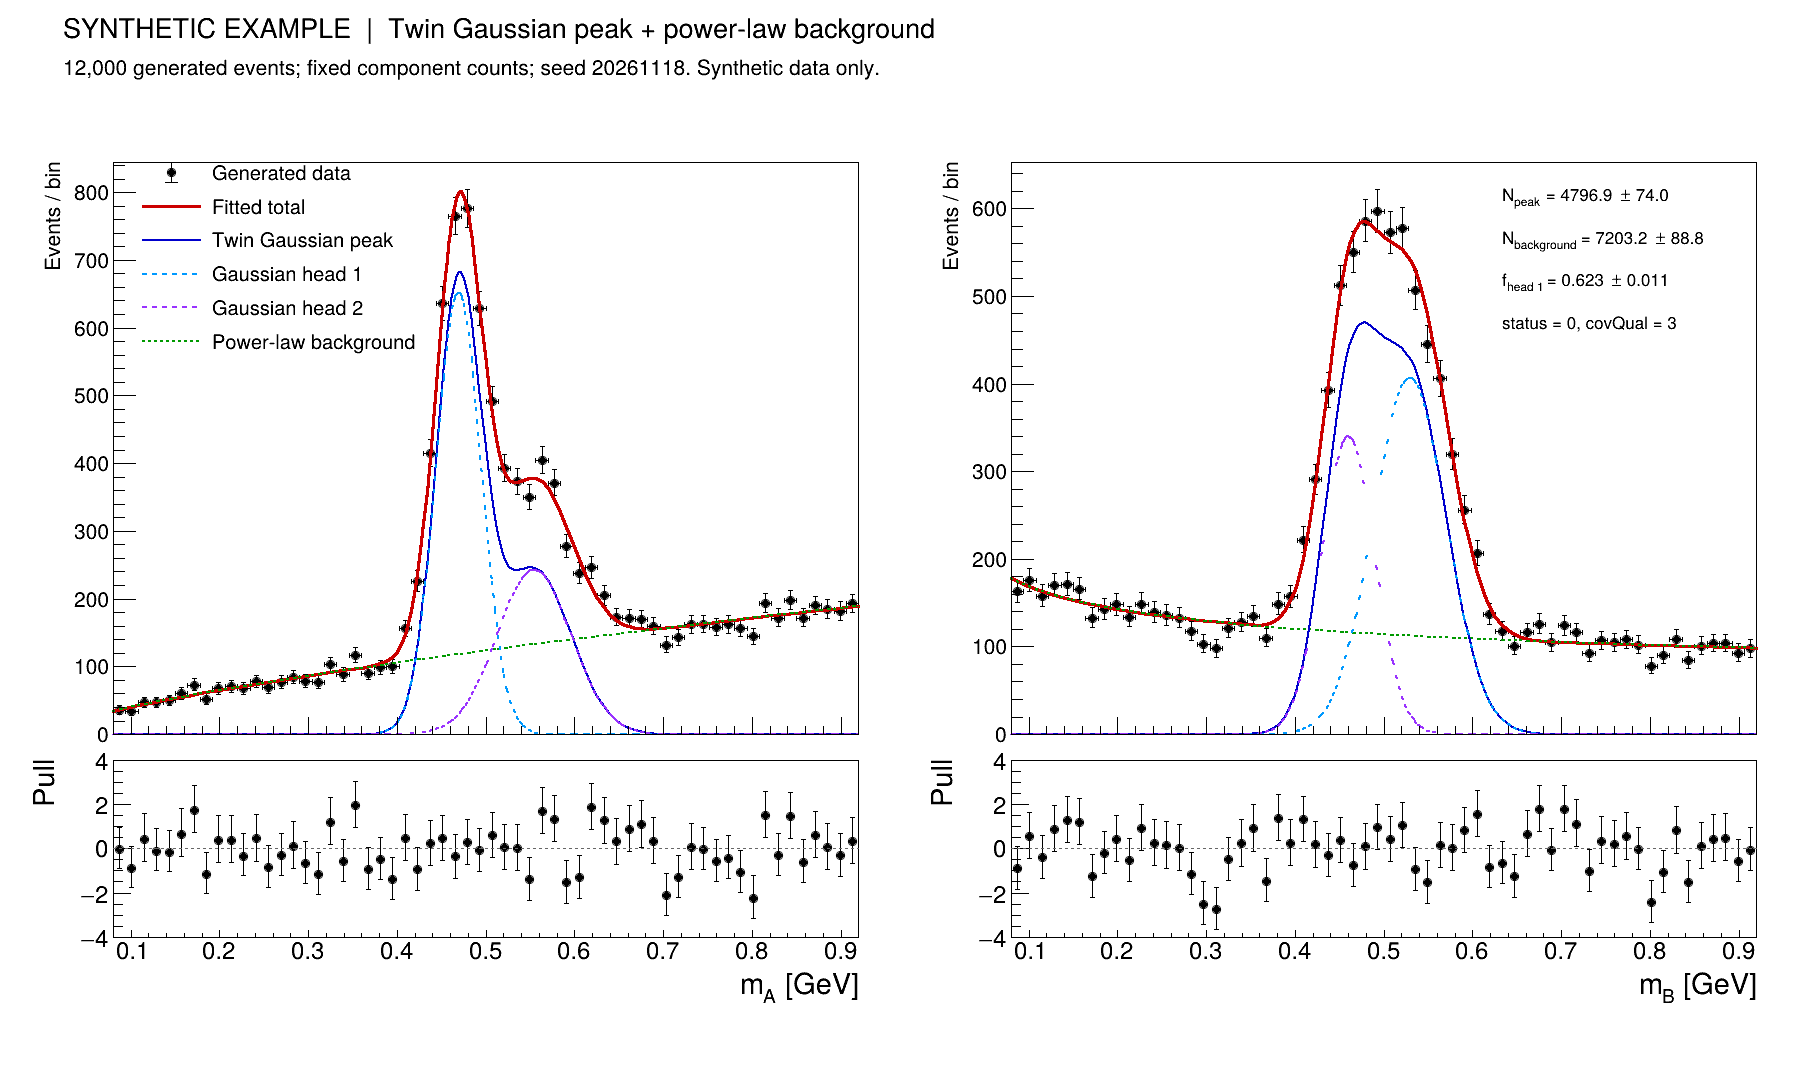 SYNTHETIC EXAMPLE | Twin Gaussian peak + power-law background
12,000 generated events; fixed component counts; seed 20261118. Synthetic data only.
Events / bin
800
700
600
500
400
300
200
100
0
Generated data
Fitted total
Twin Gaussian peak
Gaussian head 1
Gaussian head 2
Power-law background
Pull
4
2
0
−2
−4
0.1 0.2 0.3 0.4 0.5 0.6 0.7 0.8 0.9
m_A [GeV]
Events / bin
600
500
400
300
200
100
0
N_peak = 4796.9 ± 74.0
N_background = 7203.2 ± 88.8
f_head 1 = 0.623 ± 0.011
status = 0, covQual = 3
Pull
4
2
0
−2
−4
0.1 0.2 0.3 0.4 0.5 0.6 0.7 0.8 0.9
m_B [GeV]